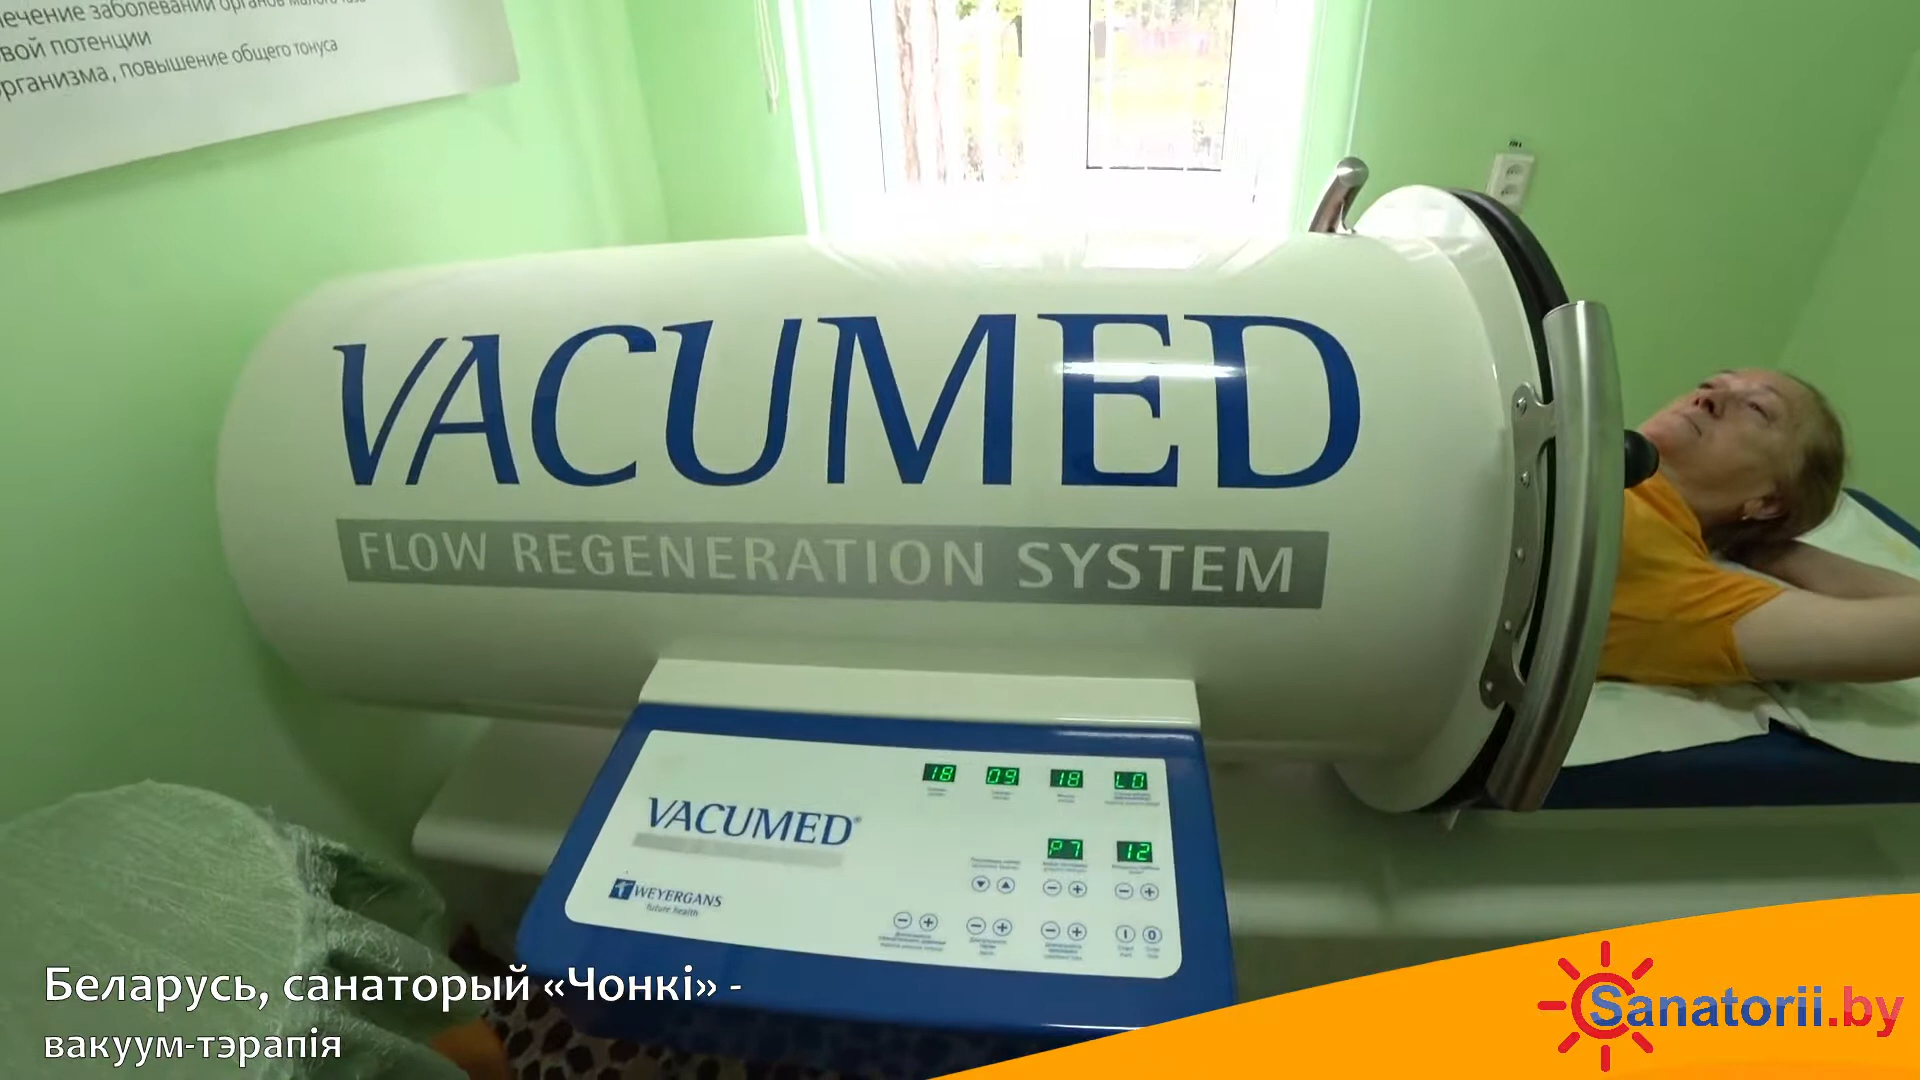 лечение заболеваний органов малого таза
вой потенции
организма, повышение общего тонуса
VACUMED
FLOW REGENERATION SYSTEM
18 09 18 L0
VACUMED®
P7 12
WEYERGANS
future health
Беларусь, санаторый «Чонкі» -
вакуум-тэрапія
Sanatorii.by